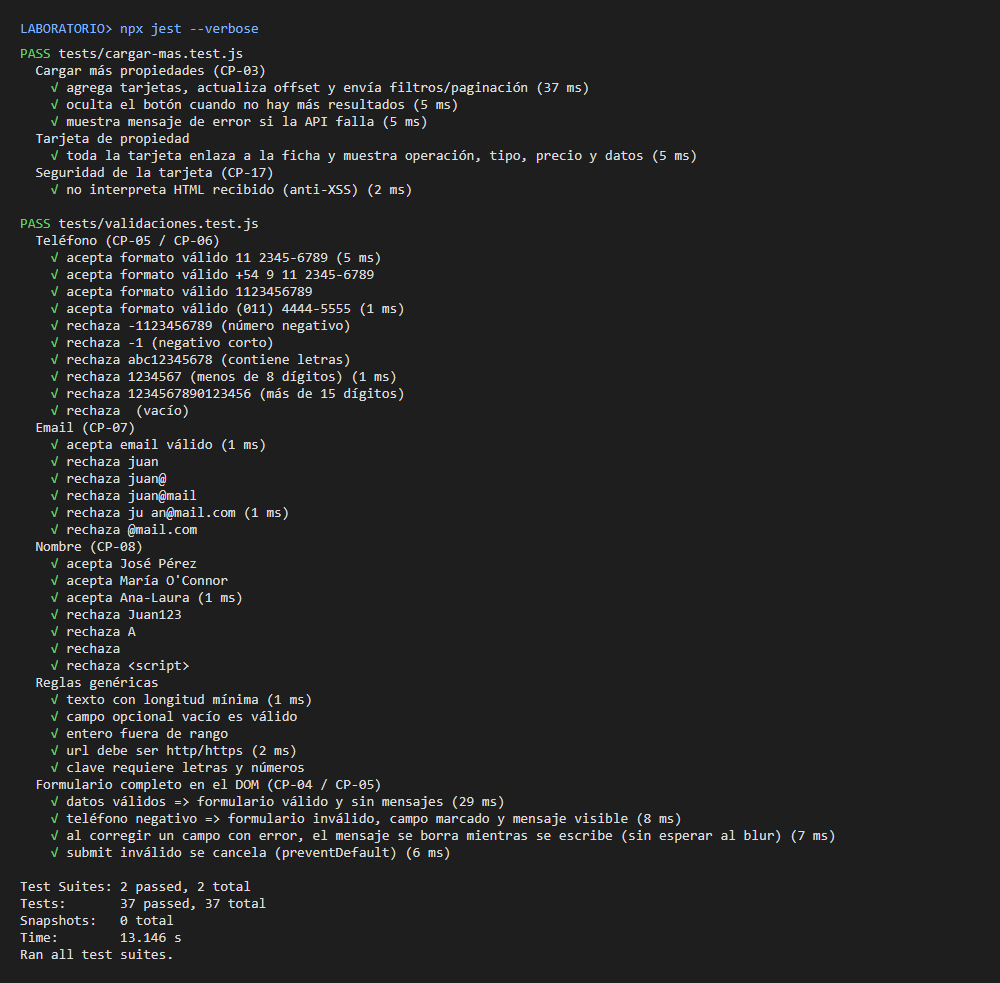 LABORATORIO> npx jest --verbose
PASS tests/cargar-mas.test.js
Cargar más propiedades (CP-03)
√ agrega tarjetas, actualiza offset y envía filtros/paginación (37 ms)
√ oculta el botón cuando no hay más resultados (5 ms)
√ muestra mensaje de error si la API falla (5 ms)
Tarjeta de propiedad
√ toda la tarjeta enlaza a la ficha y muestra operación, tipo, precio y datos (5 ms)
Seguridad de la tarjeta (CP-17)
√ no interpreta HTML recibido (anti-XSS) (2 ms)
PASS tests/validaciones.test.js
Teléfono (CP-05 / CP-06)
√ acepta formato válido 11 2345-6789 (5 ms)
√ acepta formato válido +54 9 11 2345-6789
√ acepta formato válido 1123456789
√ acepta formato válido (011) 4444-5555 (1 ms)
√ rechaza -1123456789 (número negativo)
√ rechaza -1 (negativo corto)
√ rechaza abc12345678 (contiene letras)
√ rechaza 1234567 (menos de 8 dígitos) (1 ms)
√ rechaza 1234567890123456 (más de 15 dígitos)
√ rechaza  (vacío)
Email (CP-07)
√ acepta email válido (1 ms)
√ rechaza juan
√ rechaza juan@
√ rechaza juan@mail
√ rechaza ju an@mail.com (1 ms)
√ rechaza @mail.com
Nombre (CP-08)
√ acepta José Pérez
√ acepta María O'Connor
√ acepta Ana-Laura (1 ms)
√ rechaza Juan123
√ rechaza A
√ rechaza
√ rechaza <script>
Reglas genéricas
√ texto con longitud mínima (1 ms)
√ campo opcional vacío es válido
√ entero fuera de rango
√ url debe ser http/https (2 ms)
√ clave requiere letras y números
Formulario completo en el DOM (CP-04 / CP-05)
√ datos válidos => formulario válido y sin mensajes (29 ms)
√ teléfono negativo => formulario inválido, campo marcado y mensaje visible (8 ms)
√ al corregir un campo con error, el mensaje se borra mientras se escribe (sin esperar al blur) (7 ms)
√ submit inválido se cancela (preventDefault) (6 ms)
Test Suites: 2 passed, 2 total
Tests:       37 passed, 37 total
Snapshots:   0 total
Time:        13.146 s
Ran all test suites.